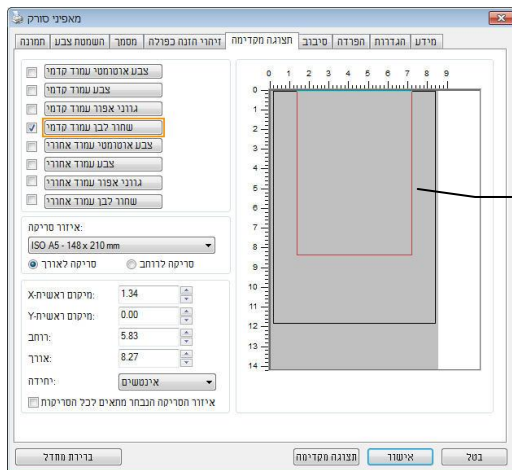 מאפיני סורק
תמונה השמטת צבע מסמך זיהוי הזנה כפולה תצוגה מקדימה סיבוב הפרדה הגדרות מידע
צבע אוטומטי עמוד קדמי
צבע עמוד קדמי
גרוני אפור עמוד קדמי
שחור לבן עמוד קדמי
צבע אוטומטי עמוד אחורי
צבע עמוד אחורי
גרוני אפור עמוד אחורי
שחור לבן עמוד אחורי
איזור סריקה:
ISO A5 - 148 x 210 mm
סריקה לאורך סריקה לרוחב
מיקום ראשית-X: 1.34
מיקום ראשית-Y: 0.00
רוחב: 5.83
אורך: 8.27
יחידה: אינטשים
איזור הסריקה הנבחר מתאים לכל הסריקות
0 1 2 3 4 5 6 7 8 9
0
1
2
3
4
5
6
7
8
9
10
11
12
13
14
ברירת מחדל תצוגה מקדימה אישור בטל